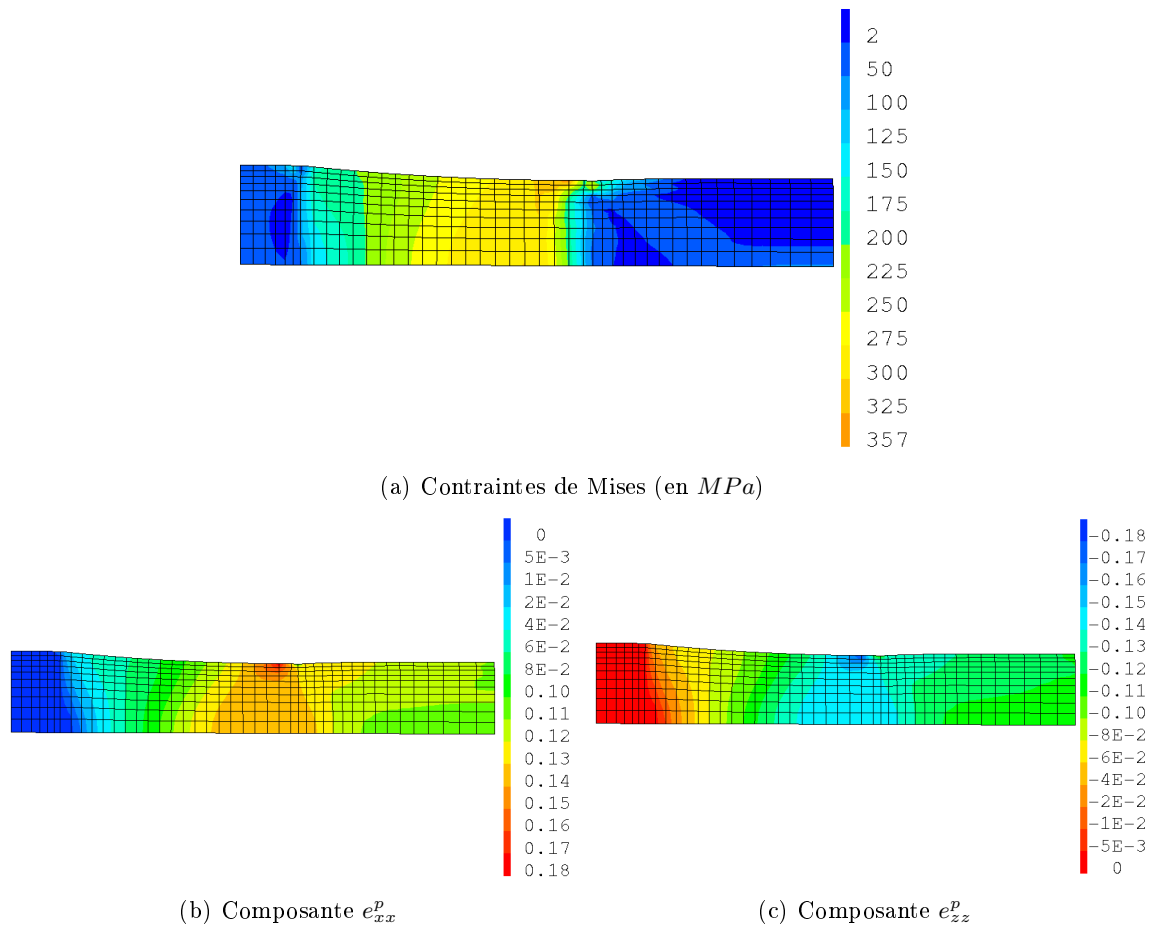 2
50
100
125
150
175
200
225
250
275
300
325
357
(a) Contraintes de Mises (en MPa)
0
5E-3
1E-2
2E-2
4E-2
6E-2
8E-2
0.10
0.11
0.12
0.13
0.14
0.15
0.16
0.17
0.18
(b) Composante e^p_{xx}
-0.18
-0.17
-0.16
-0.15
-0.14
-0.13
-0.12
-0.11
-0.10
-8E-2
-6E-2
-4E-2
-2E-2
-1E-2
-5E-3
0
(c) Composante e^p_{zz}